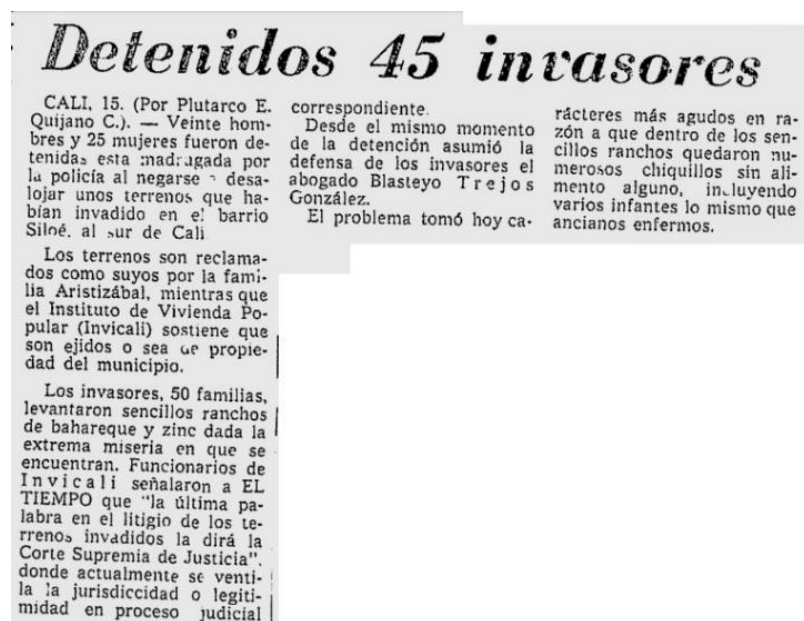 Detenidos 45 invasores
CALI, 15. (Por Plutarco E.
Quijano C.). — Veinte hom-
bres y 25 mujeres fueron de-
tenidas esta madrugada por
la policía al negarse a desa-
lojar unos terrenos que ha-
bían invadido en el barrio
Siloé, al sur de Cali
Los terrenos son reclama-
dos como suyos por la fami-
lia Aristizábal, mientras que
el Instituto de Vivienda Po-
pular (Invicali) sostiene que
son ejidos o sea de propie-
dad del municipio.
Los invasores, 50 familias,
levantaron sencillos ranchos
de bahareque y zinc dada la
extrema miseria en que se
encuentran. Funcionarios de
Invicali señalaron a EL
TIEMPO que "la última pa-
labra en el litigio de los te-
rrenos invadidos la dirá la
Corte Supremia de Justicia".
donde actualmente se venti-
la la jurisdiccidad o legiti-
midad en proceso judicial
correspondiente.
Desde el mismo momento
de la detención asumió la
defensa de los invasores el
abogado Blasteyo Trejos
González.
El problema tomó hoy ca-
rácteres más agudos en ra-
zón a que dentro de los sen-
cillos ranchos quedaron nu-
merosos chiquillos sin ali-
mento alguno, incluyendo
varios infantes lo mismo que
ancianos enfermos.